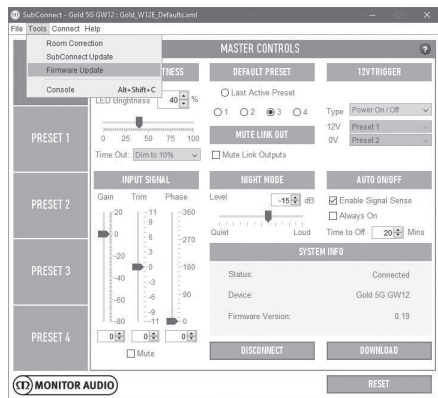 SubConnect - Gold 5G GW12 : Gold_W12E_Defaults.xml
File Tools Connect Help
Room Correction
SubConnect Update
Firmware Update
Console Alt+Shift+C
MASTER CONTROLS
?
TNESS
LED Brightness 40 %
0 25 50 75 100
Time Out: Dim to 10%
DEFAULT PRESET
Last Active Preset
1 2 3 4
MUTE LINK OUT
Mute Link Outputs
12V TRIGGER
Type Power On / Off
12V Preset 1
0V Preset 2
PRESET 1
PRESET 2
PRESET 3
PRESET 4
INPUT SIGNAL
Gain Trim Phase
20 11 360
9
0 6
3 270
-20
0 180
-40
-3
-60 -6 90
-9
-80 -11 0
0 0 0
Mute
NIGHT MODE
Level -15 dB
Quiet Loud
AUTO ON/OFF
Enable Signal Sense
Always On
Time to Off 20 Mins
SYSTEM INFO
Status: Connected
Device: Gold 5G GW12
Firmware Version: 0.19
DISCONNECT DOWNLOAD
MONITOR AUDIO
RESET